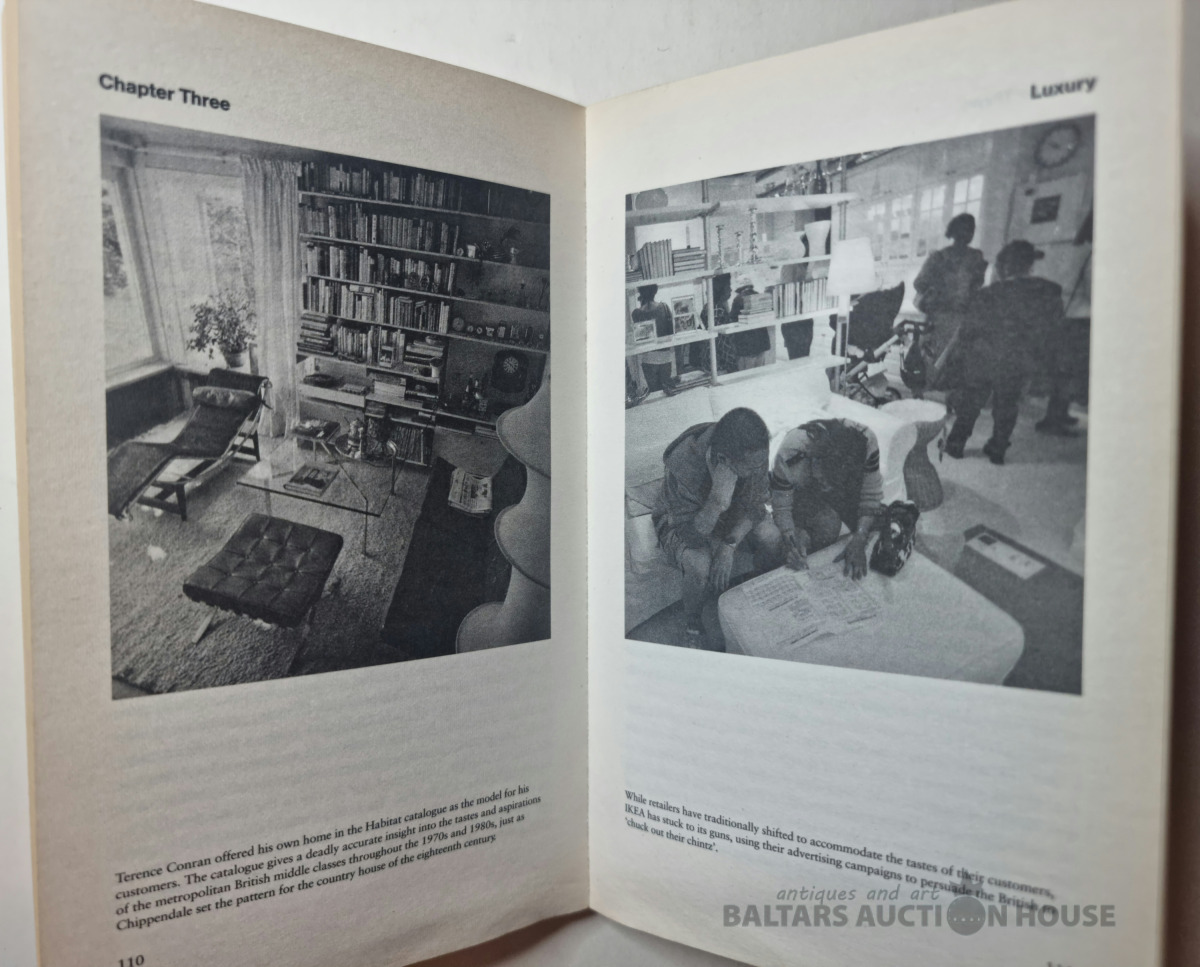 Chapter Three
Terence Conran offered his own home in the Habitat catalogue as the model for his
customers. The catalogue gives a deadly accurate insight into the tastes and aspirations
of the metropolitan British middle classes throughout the 1970s and 1980s, just as
Chippendale set the pattern for the country house of the eighteenth century.
110
Luxury
While retailers have traditionally shifted to accommodate the tastes of their customers,
IKEA has stuck to its guns, using their advertising campaigns to persuade the British to
'chuck out their chintz'.
antiques and art
BALTARS AUCTION HOUSE